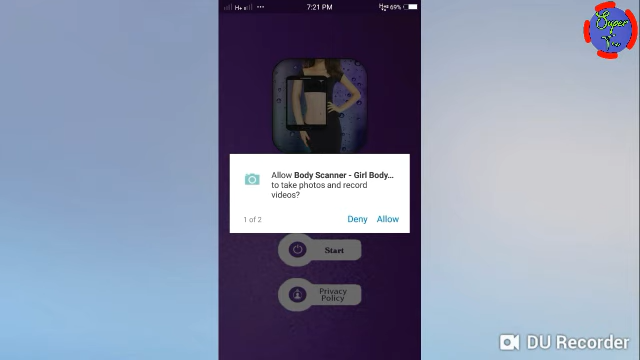 7:21 PM
69%
Super
Allow Body Scanner - Girl Body...
to take photos and record
videos?
1 of 2
Deny
Allow
Start
Privacy
Policy
DU Recorder